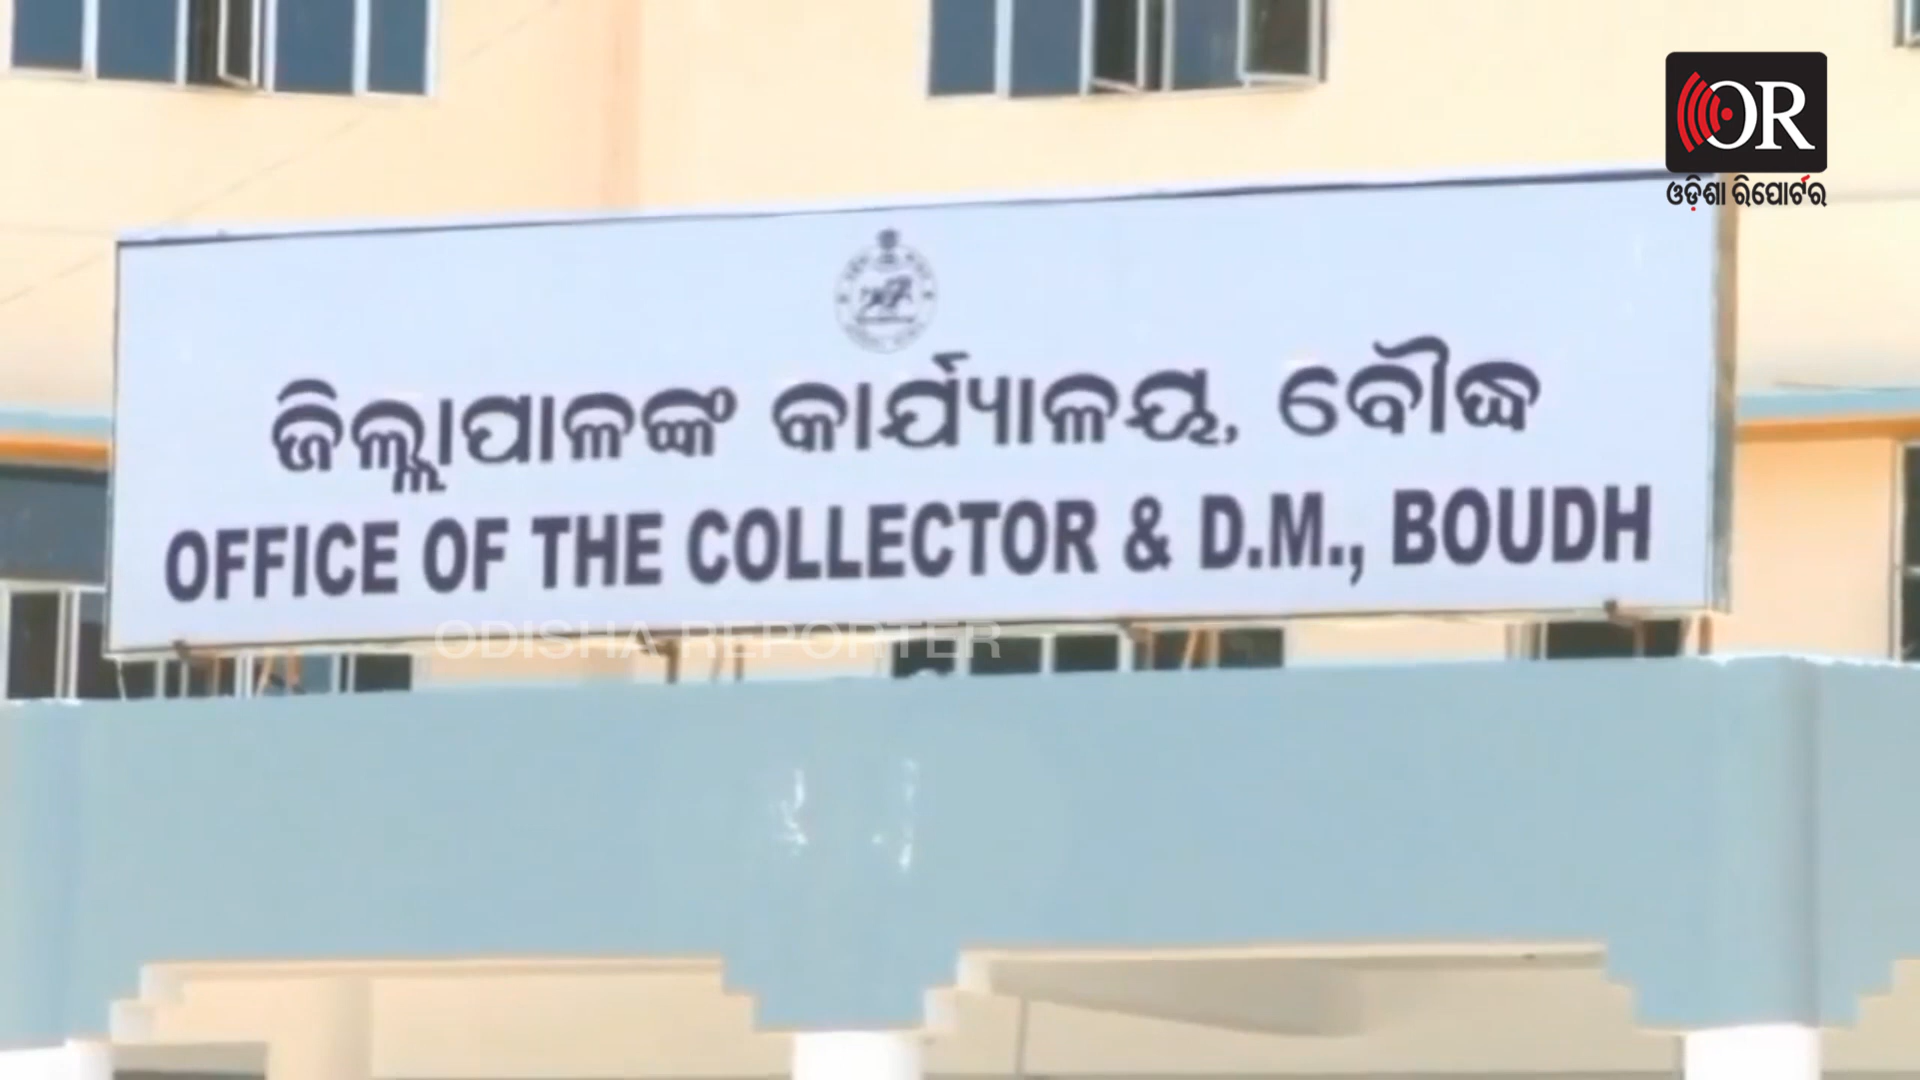 OR
ଓଡ଼ିଶା ରିପୋର୍ଟର
ଜିଲ୍ଲାପାଳଙ୍କ କାର୍ଯ୍ୟାଳୟ, ବୌଦ୍ଧ
OFFICE OF THE COLLECTOR & D.M., BOUDH
ODISHA REPORTER